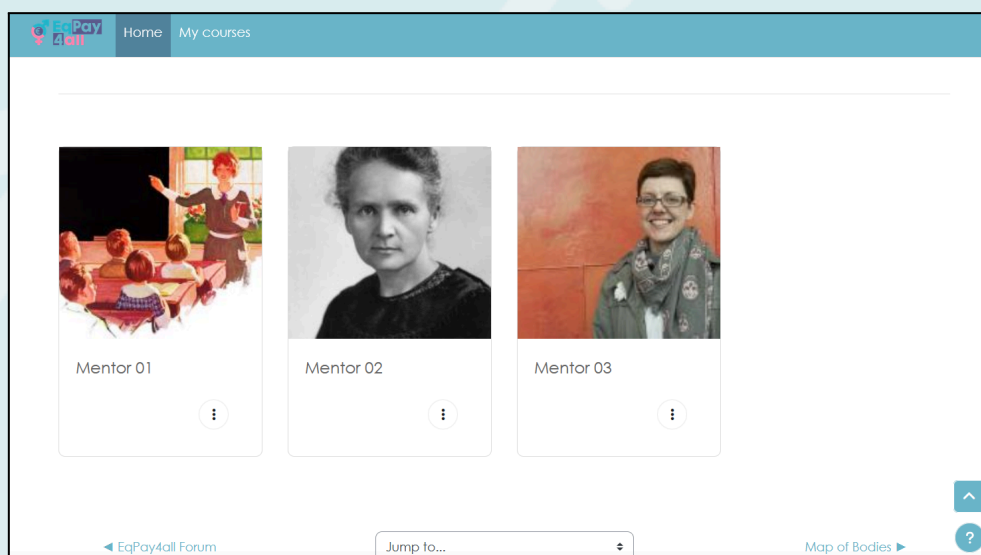 EqPay
4all
Home My courses
Mentor 01 Mentor 02 Mentor 03
◄ EqPay4all Forum Jump to... Map of Bodies ►
?